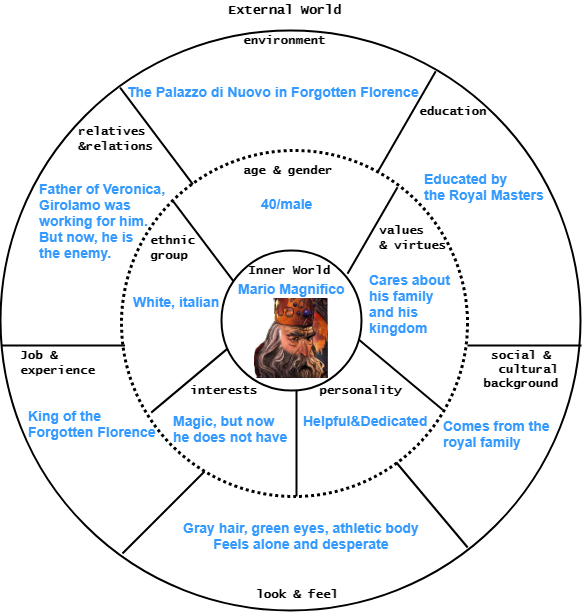 External World
environment
The Palazzo di Nuovo in Forgotten Florence
education
Educated by
the Royal Masters
relatives
&relations
Father of Veronica,
Girolamo was
working for him.
But now, he is
the enemy.
age & gender
40/male
values
& virtues
Cares about
his family
and his
kingdom
ethnic
group
White, italian
Inner World
Mario Magnifico
interests
Magic, but now
he does not have
personality
Helpful&Dedicated
Job &
experience
King of the
Forgotten Florence
social &
cultural
background
Comes from the
royal family
Gray hair, green eyes, athletic body
Feels alone and desperate
look & feel